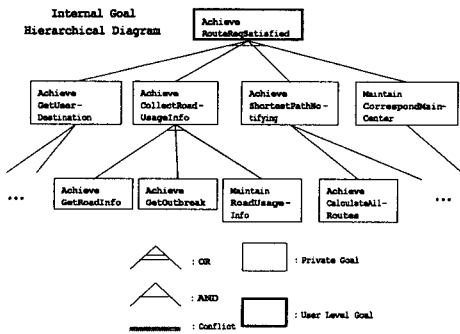 Internal Goal
Hierarchical Diagram
Achieve
RouteReqSatisfied
Achieve
GetUser-
Destination
Achieve
CollectRoad-
UsageInfo
Achieve
ShortestPathNo-
tifying
Maintain
CorrespondMain-
Center
...
Achieve
GetRoadInfo
Achieve
GetOutbreak
Maintain
RoadUsage-
Info
Achieve
CalculateAll-
Routes
...
: OR
: Private Goal
: AND
: Conflict
: User Level Goal